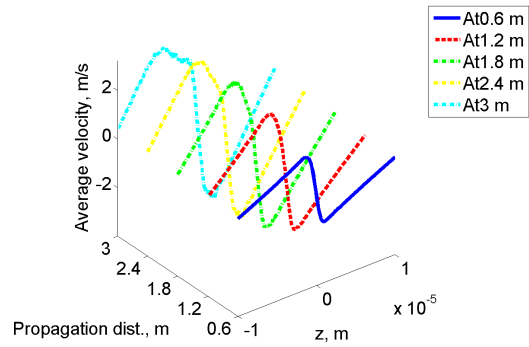 At0.6 m
At1.2 m
At1.8 m
At2.4 m
At3 m
Average velocity, m/s
2
0
-2
3
2.4
1.8
1.2
0.6
Propagation dist., m
-1
0
1
x 10^-5
z, m